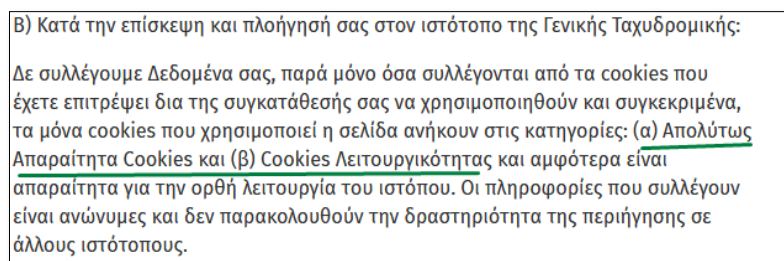 Β) Κατά την επίσκεψη και πλοήγησή σας στον ιστότοπο της Γενικής Ταχυδρομικής:
Δε συλλέγουμε Δεδομένα σας, παρά μόνο όσα συλλέγονται από τα cookies που
έχετε επιτρέψει δια της συγκατάθεσής σας να χρησιμοποιηθούν και συγκεκριμένα,
τα μόνα cookies που χρησιμοποιεί η σελίδα ανήκουν στις κατηγορίες: (α) Απολύτως
Απαραίτητα Cookies και (β) Cookies Λειτουργικότητας και αμφότερα είναι
απαραίτητα για την ορθή λειτουργία του ιστόπου. Οι πληροφορίες που συλλέγουν
είναι ανώνυμες και δεν παρακολουθούν την δραστηριότητα της περιήγησης σε
άλλους ιστότοπους.